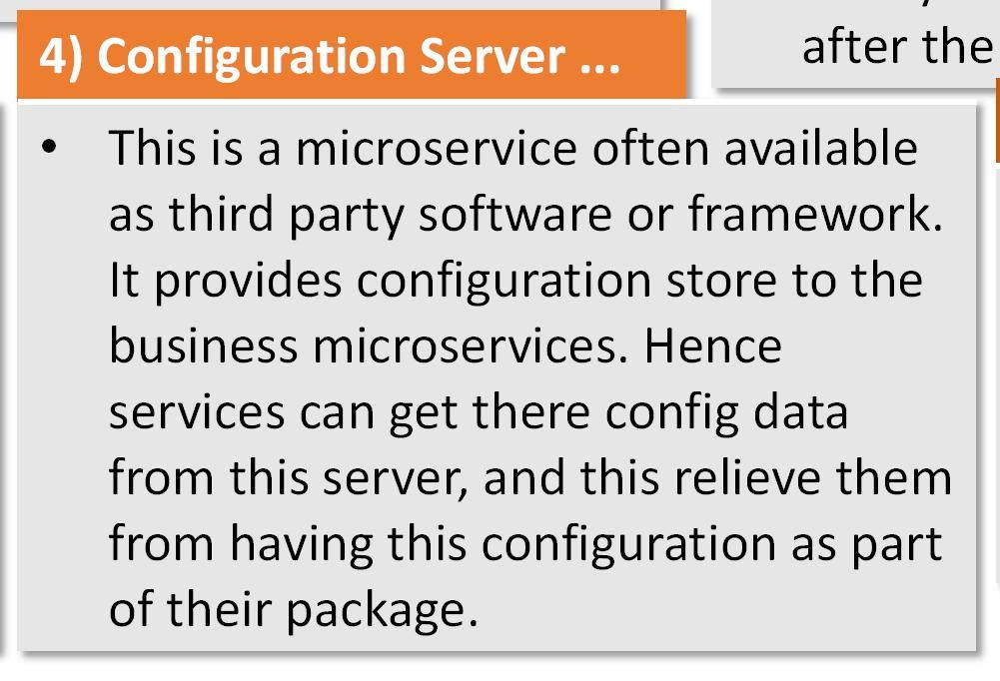 4) Configuration Server ...
• This is a microservice often available
as third party software or framework.
It provides configuration store to the
business microservices. Hence
services can get there config data
from this server, and this relieve them
from having this configuration as part
of their package.
after the